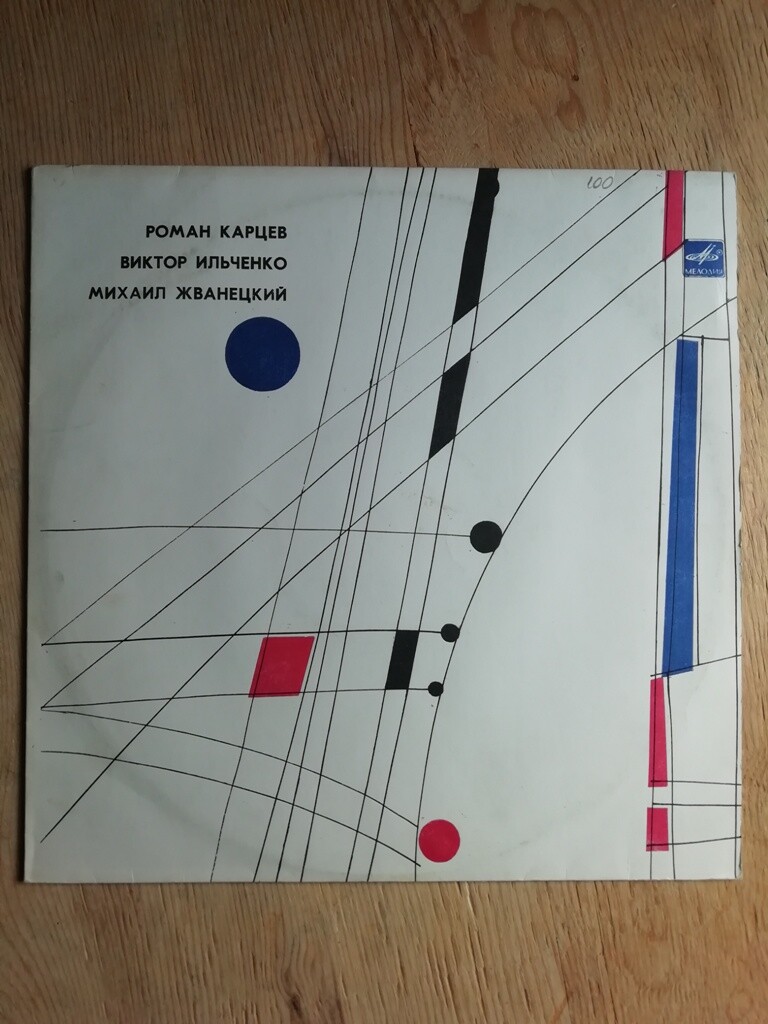 РОМАН КАРЦЕВ
ВИКТОР ИЛЬЧЕНКО
МИХАИЛ ЖВАНЕЦКИЙ
100
МЕЛОДИЯ